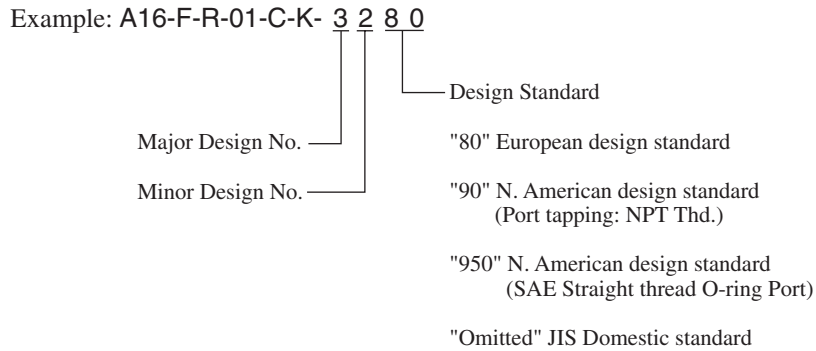 Example: A16-F-R-01-C-K- 3 2 8 0
Design Standard
Major Design No.
"80" European design standard
Minor Design No.
"90" N. American design standard
(Port tapping: NPT Thd.)
"950" N. American design standard
(SAE Straight thread O-ring Port)
"Omitted" JIS Domestic standard